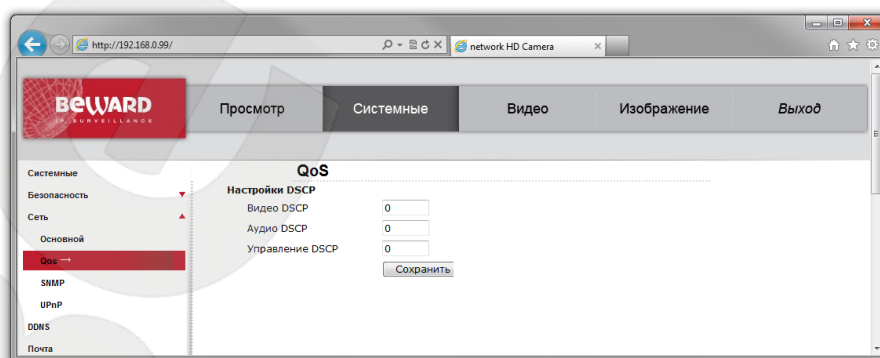 http://192.168.0.99/
network HD Camera
BEWARD
IP SURVEILLANCE
Просмотр
Системные
Видео
Изображение
Выход
Системные
Безопасность
Сеть
Основной
Qos →
SNMP
UPnP
DDNS
Почта
QoS
Настройки DSCP
Видео DSCP 0
Аудио DSCP 0
Управление DSCP 0
Сохранить